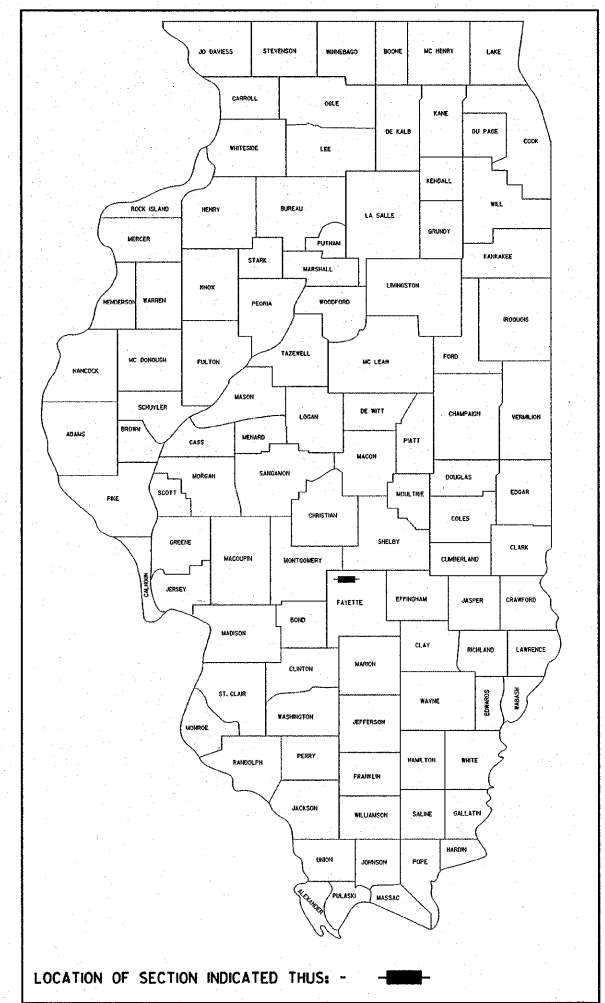 JO DAVIESS STEVENSON WINNEBAGO BOONE MC HENRY LAKE
CARROLL OGLE KANE
DE KALB DU PAGE COOK
WHITESIDE LEE
KENDALL
ROCK ISLAND HENRY BUREAU LA SALLE WILL
MERCER PUTNAM GRUNDY
STARK MARSHALL KANKAKEE
HENDERSON WARREN KNOX PEORIA WOODFORD LIVINGSTON
IROQUOIS
HANCOCK MC DONOUGH FULTON TAZEWELL MC LEAN FORD
SCHUYLER MASON
ADAMS BROWN LOGAN DE WITT CHAMPAIGN VERMILION
CASS MENARD PIATT
MACON
MORGAN SANGAMON DOUGLAS
PIKE SCOTT MOULTRIE EDGAR
CHRISTIAN COLES
GREENE SHELBY
MACOUPIN MONTGOMERY CUMBERLAND CLARK
CALHOUN JERSEY
FAYETTE EFFINGHAM JASPER CRAWFORD
MADISON BOND
CLAY RICHLAND LAWRENCE
CLINTON MARION
ST. CLAIR WAYNE EDWARDS WABASH
MONROE WASHINGTON JEFFERSON
RANDOLPH PERRY HAMILTON WHITE
FRANKLIN
JACKSON WILLIAMSON SALINE GALLATIN
HARDIN
UNION JOHNSON POPE
ALEXANDER PULASKI MASSAC
LOCATION OF SECTION INDICATED THUS: -